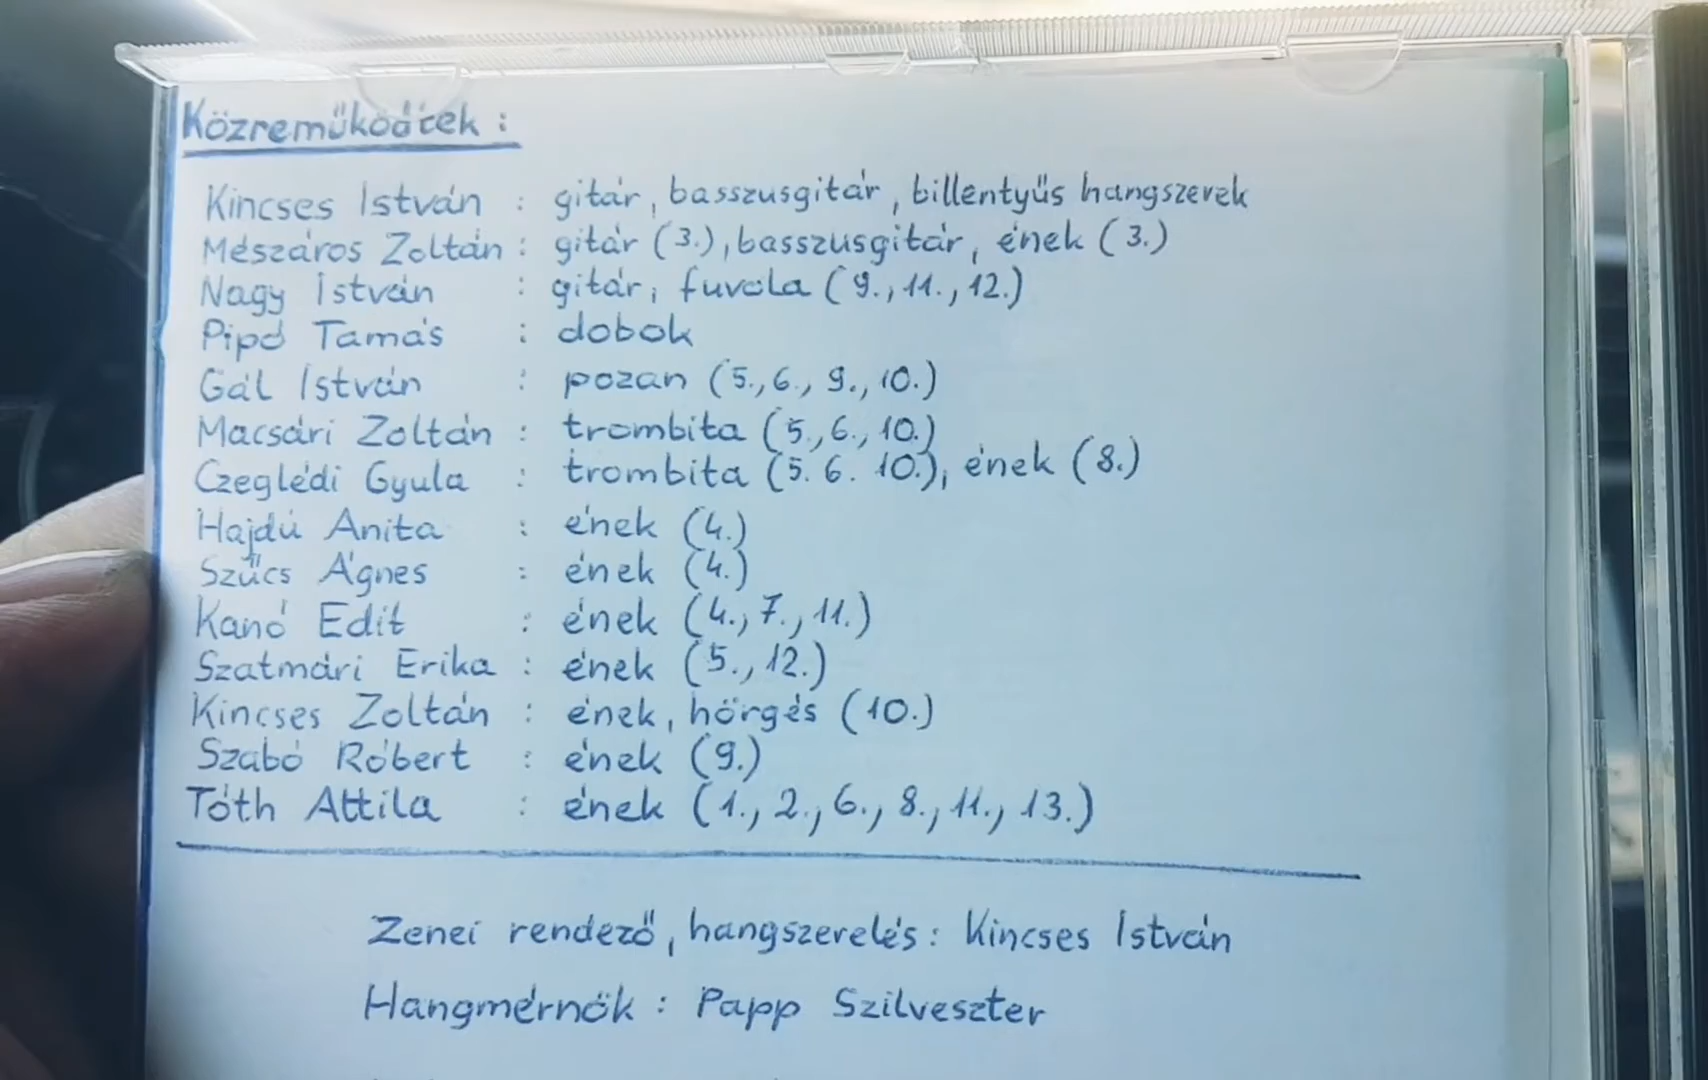 Közreműködtek :
Kincses István : gitár, basszusgitár, billentyűs hangszerek
Mészáros Zoltán : gitár (3.), basszusgitár, ének (3.)
Nagy István : gitár, fuvola (9., 11., 12.)
Pipó Tamás : dobok
Gál István : pozan (5., 6., 9., 10.)
Macsári Zoltán : trombita (5., 6., 10.)
Czeglédi Gyula : trombita (5. 6. 10.), ének (8.)
Hajdú Anita : ének (4.)
Szűcs Ágnes : ének (4.)
Kanó Edit : ének (4., 7., 11.)
Szatmári Erika : ének (5., 12.)
Kincses Zoltán : ének, hörgés (10.)
Szabó Róbert : ének (9.)
Tóth Attila : ének (1., 2., 6., 8., 11., 13.)
Zenei rendező, hangszerelés : Kincses István
Hangmérnök : Papp Szilveszter